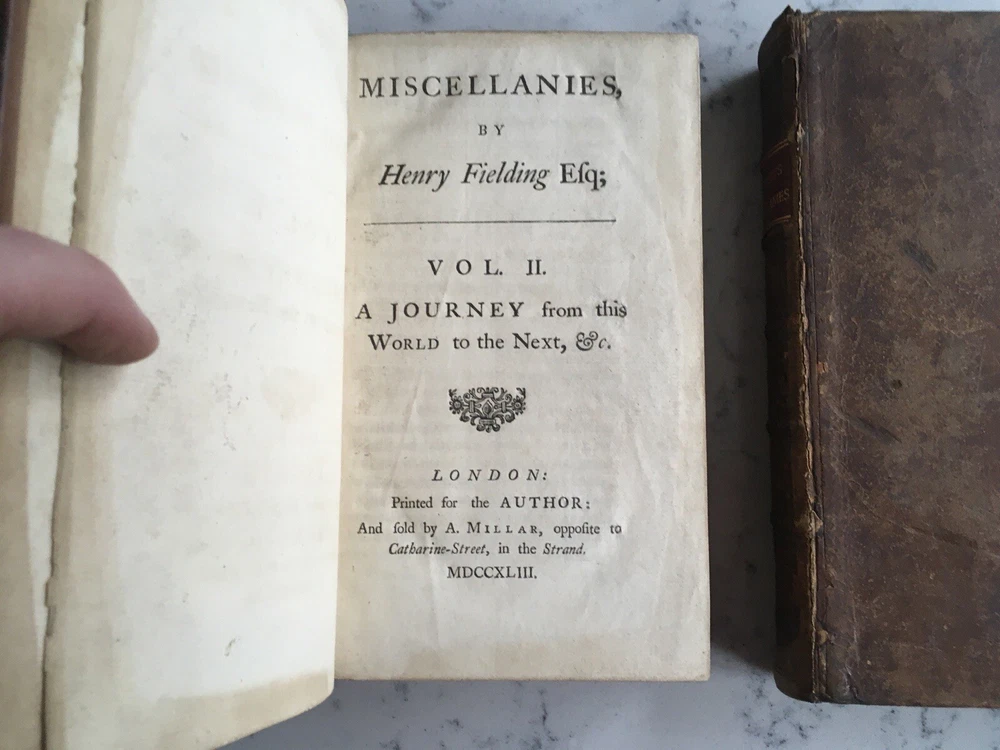 MISCELLANIES,
BY
Henry Fielding Eſq;
VOL. II.
A JOURNEY from this
WORLD to the Next, &c.
LONDON:
Printed for the AUTHOR:
And ſold by A. MILLAR, oppoſite to
Catharine-Street, in the Strand.
MDCCXLIII.